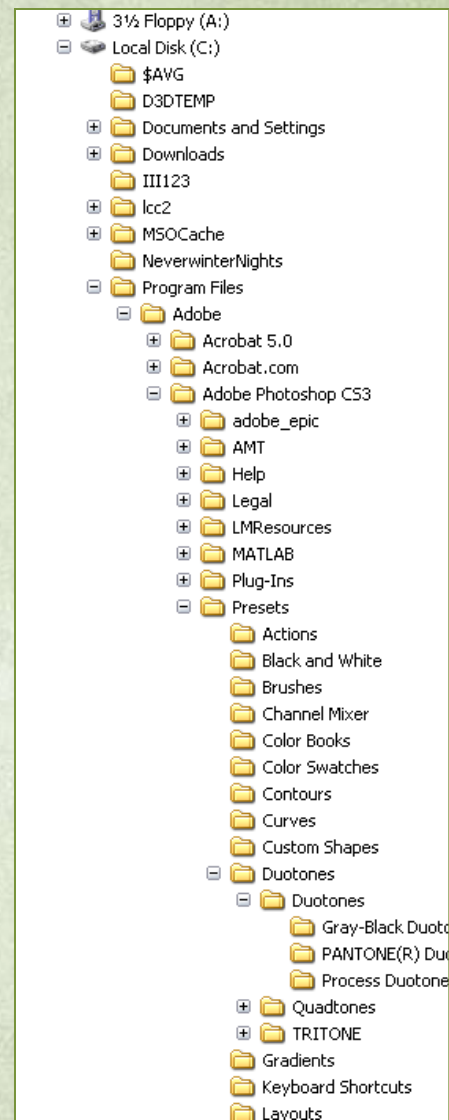 3½ Floppy (A:)
Local Disk (C:)
$AVG
D3DTEMP
Documents and Settings
Downloads
III123
lcc2
MSOCache
NeverwinterNights
Program Files
Adobe
Acrobat 5.0
Acrobat.com
Adobe Photoshop CS3
adobe_epic
AMT
Help
Legal
LMResources
MATLAB
Plug-Ins
Presets
Actions
Black and White
Brushes
Channel Mixer
Color Books
Color Swatches
Contours
Curves
Custom Shapes
Duotones
Duotones
Gray-Black Duoto
PANTONE(R) Duo
Process Duotone
Quadtones
TRITONE
Gradients
Keyboard Shortcuts
Layouts